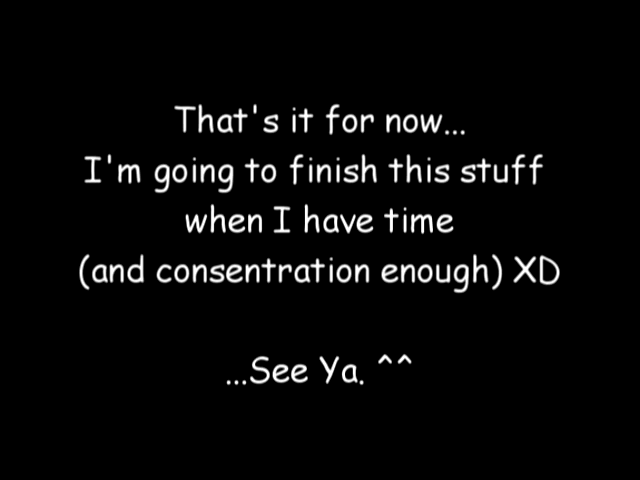 That's it for now...
I'm going to finish this stuff
when I have time
(and consentration enough) XD
...See Ya. ^^